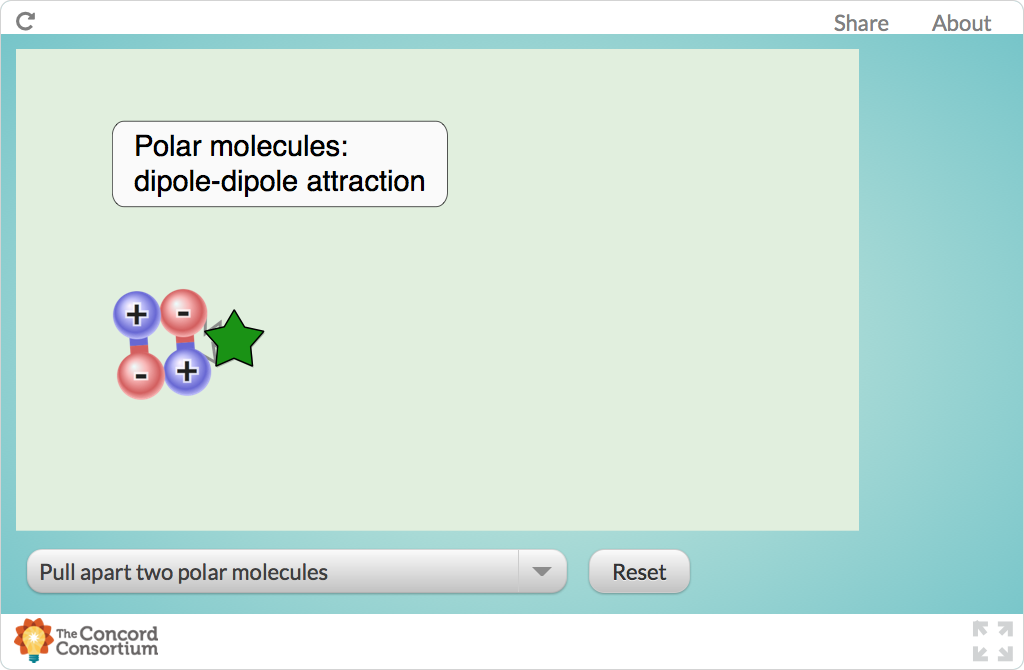 Share About
Polar molecules:
dipole-dipole attraction
+ -
- +
Pull apart two polar molecules
Reset
The Concord
Consortium